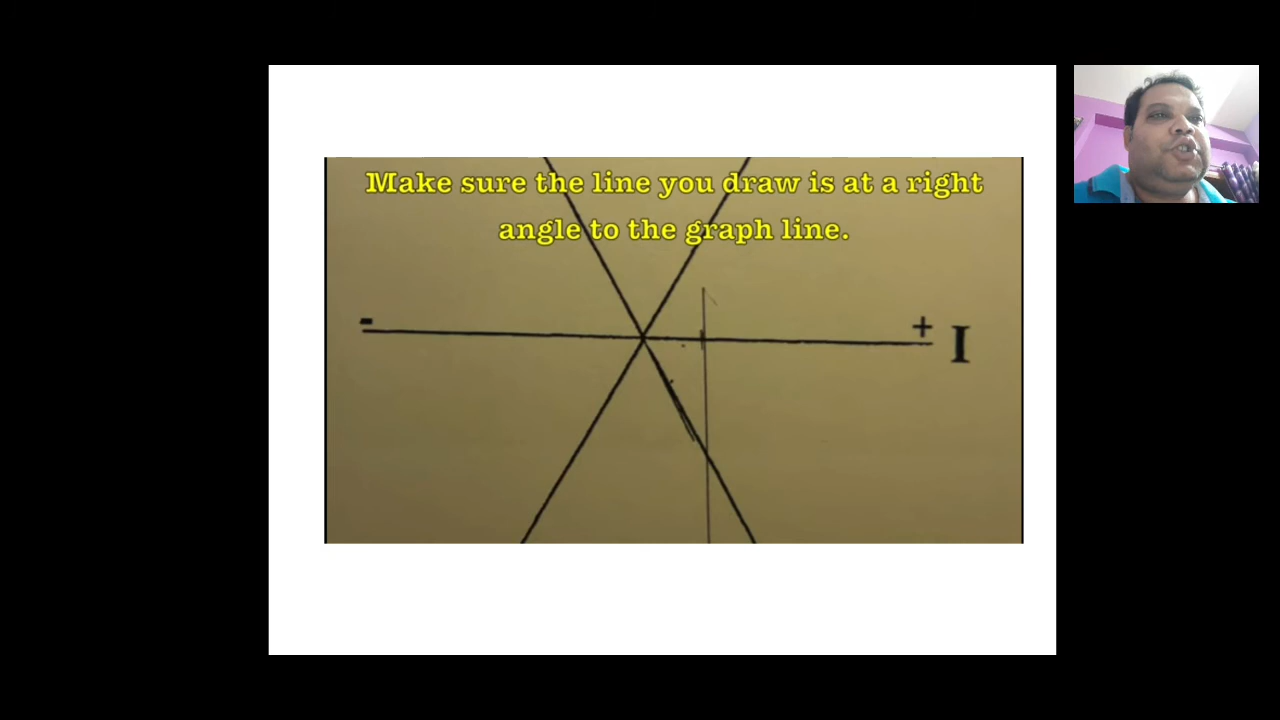 Make sure the line you draw is at a right
angle to the graph line.
- +
I